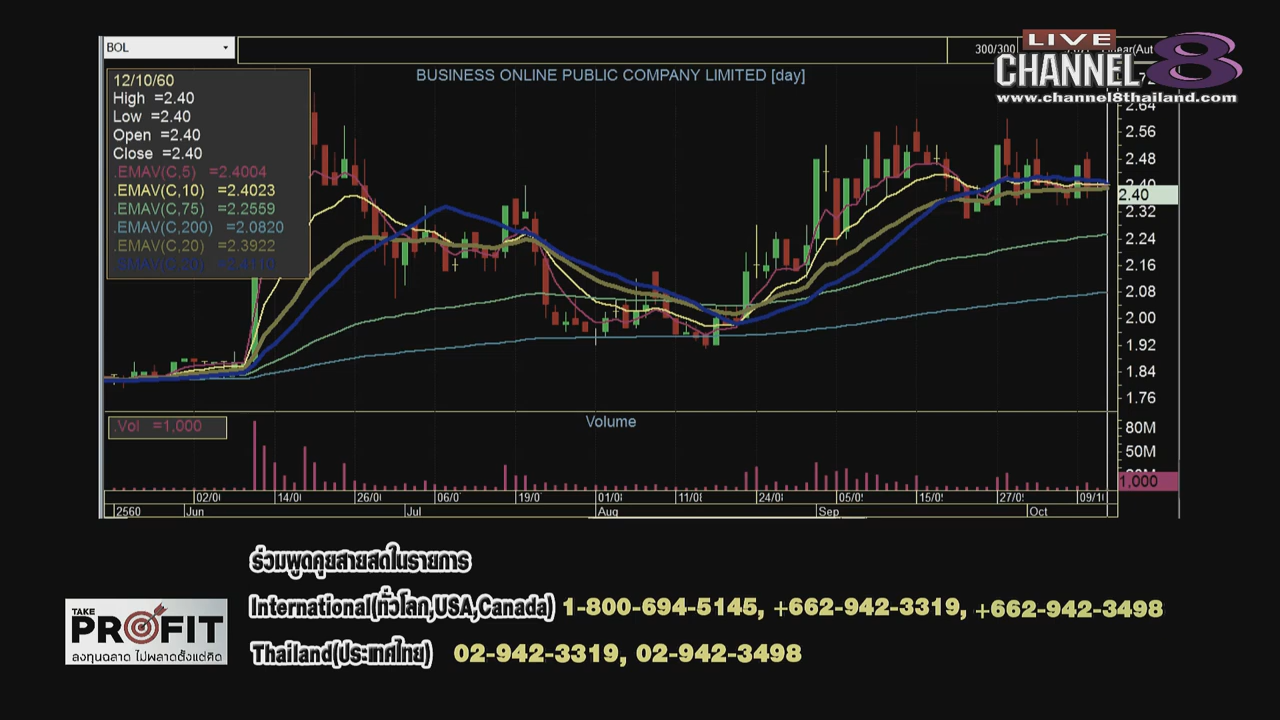 BOL
300/300
LIVE
CHANNEL 8
www.channel8thailand.com
BUSINESS ONLINE PUBLIC COMPANY LIMITED [day]
12/10/60
High =2.40
Low =2.40
Open =2.40
Close =2.40
.EMAV(C,5) =2.4004
.EMAV(C,10) =2.4023
.EMAV(C,75) =2.2559
.EMAV(C,200) =2.0820
.EMAV(C,20) =2.3922
2.64
2.56
2.48
2.40
2.40
2.32
2.24
2.16
2.08
2.00
1.92
1.84
1.76
.Vol =1,000
Volume
80M
50M
1,000
02/0 14/0 26/0 06/0 19/0 01/0 11/0 24/0 05/0 15/0 27/0 09/10
2560 Jun Jul Aug Sep Oct
ร่วมพูดคุยสายสดในรายการ
International(ทั่วโลก,USA,Canada) 1-800-694-5145, +662-942-3319, +662-942-3498
Thailand(ประเทศไทย) 02-942-3319, 02-942-3498
TAKE
PROFIT
ลงทุนฉลาด ไม่พลาดตั้งแต่คิด